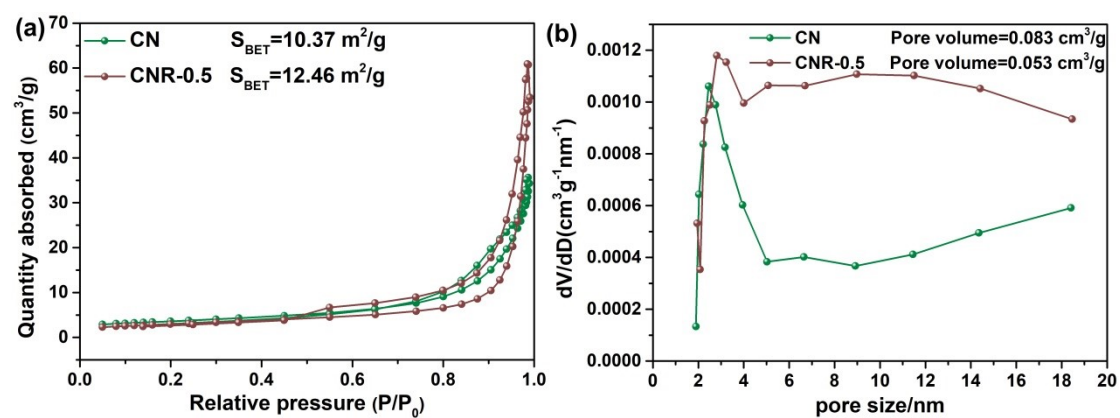 (a)
CN S_BET=10.37 m²/g
CNR-0.5 S_BET=12.46 m²/g
Quantity absorbed (cm³/g)
70
60
50
40
30
20
10
0
0.0 0.2 0.4 0.6 0.8 1.0
Relative pressure (P/P₀)
(b)
CN Pore volume=0.083 cm³/g
CNR-0.5 Pore volume=0.053 cm³/g
dV/dD(cm³g⁻¹nm⁻¹)
0.0012
0.0010
0.0008
0.0006
0.0004
0.0002
0.0000
0 2 4 6 8 10 12 14 16 18 20
pore size/nm